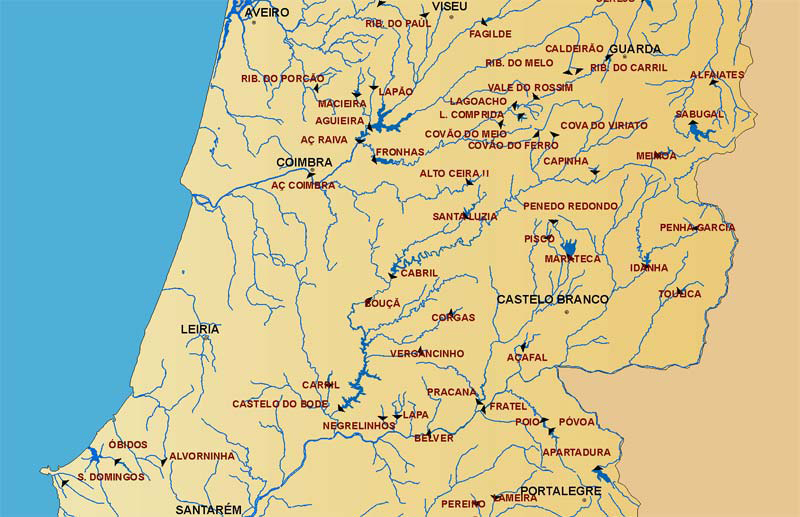 CEREJO
AVEIRO
VISEU
RIB. DO PAÚL
FAGILDE
CALDEIRÃO
GUARDA
RIB. DO MELO
RIB. DO CARRIL
RIB. DO PORCÃO
LAPÃO
VALE DO ROSSIM
ALFAIATES
MACIEIRA
LAGOACHO
AGUIEIRA
L. COMPRIDA
SABUGAL
COVÃO DO MEIO
COVA DO VIRIATO
AÇ RAIVA
COVÃO DO FERRO
FRONHAS
COIMBRA
CAPINHA
MEIMOA
AÇ COIMBRA
ALTO CEIRA II
PENEDO REDONDO
SANTA LUZIA
PENHA GARCIA
PISCO
MARATECA
IDANHA
CABRIL
TOULICA
BOUÇÃ
CASTELO BRANCO
CORGAS
LEIRIA
VERGANCINHO
AÇAFAL
CARRIL
PRACANA
CASTELO DO BODE
FRATEL
LAPA
NEGRELINHOS
POIO
PÓVOA
BELVER
ÓBIDOS
ALVORNINHA
APARTADURA
S. DOMINGOS
PORTALEGRE
LAMEIRA
PEREIRO
SANTARÉM